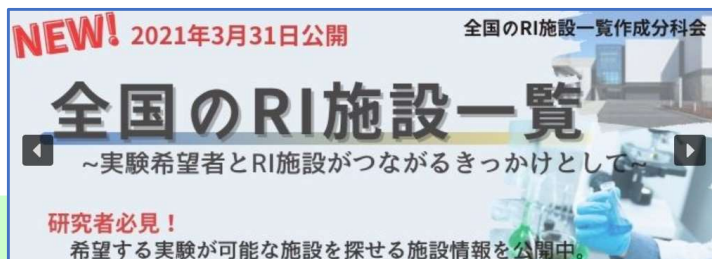 NEW! 2021年3月31日公開
全国のRI施設一覧作成分科会
全国のRI施設一覧
~実験希望者とRI施設がつながるきっかけとして~
研究者必見！
希望する実験が可能な施設を探せる施設情報を公開中。